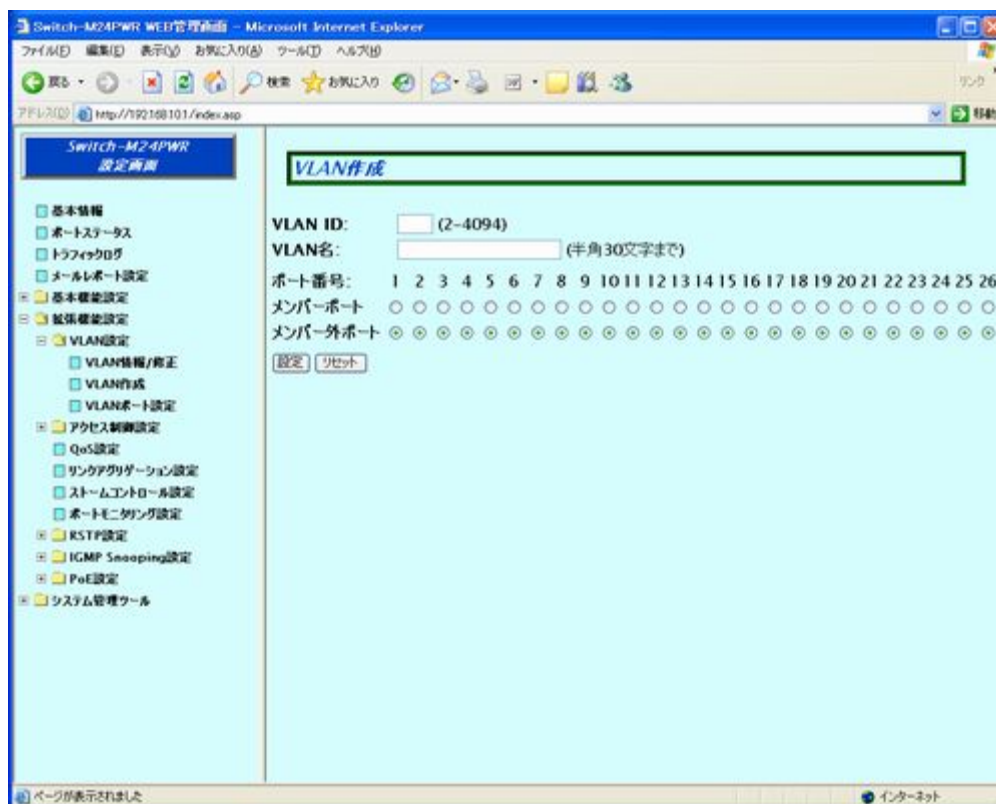 Switch-M24PWR WEB管理画面 - Microsoft Internet Explorer
ファイル(F) 編集(E) 表示(V) お気に入り(A) ツール(T) ヘルプ(H)
戻る 検索 お気に入り リンク
アドレス(D) http://192.168.10.1/index.asp 移動
Switch-M24PWR
設定画面
基本情報
ポートステータス
トラフィックログ
メールレポート設定
基本機能設定
拡張機能設定
VLAN設定
VLAN情報/修正
VLAN作成
VLANポート設定
アクセス制御設定
QoS設定
リンクアグリゲーション設定
ストームコントロール設定
ポートモニタリング設定
RSTP設定
IGMP Snooping設定
PoE設定
システム管理ツール
VLAN作成
VLAN ID: (2-4094)
VLAN名: (半角30文字まで)
ポート番号: 1 2 3 4 5 6 7 8 9 10 11 12 13 14 15 16 17 18 19 20 21 22 23 24 25 26
メンバーポート
メンバー外ポート
設定 リセット
ページが表示されました インターネット